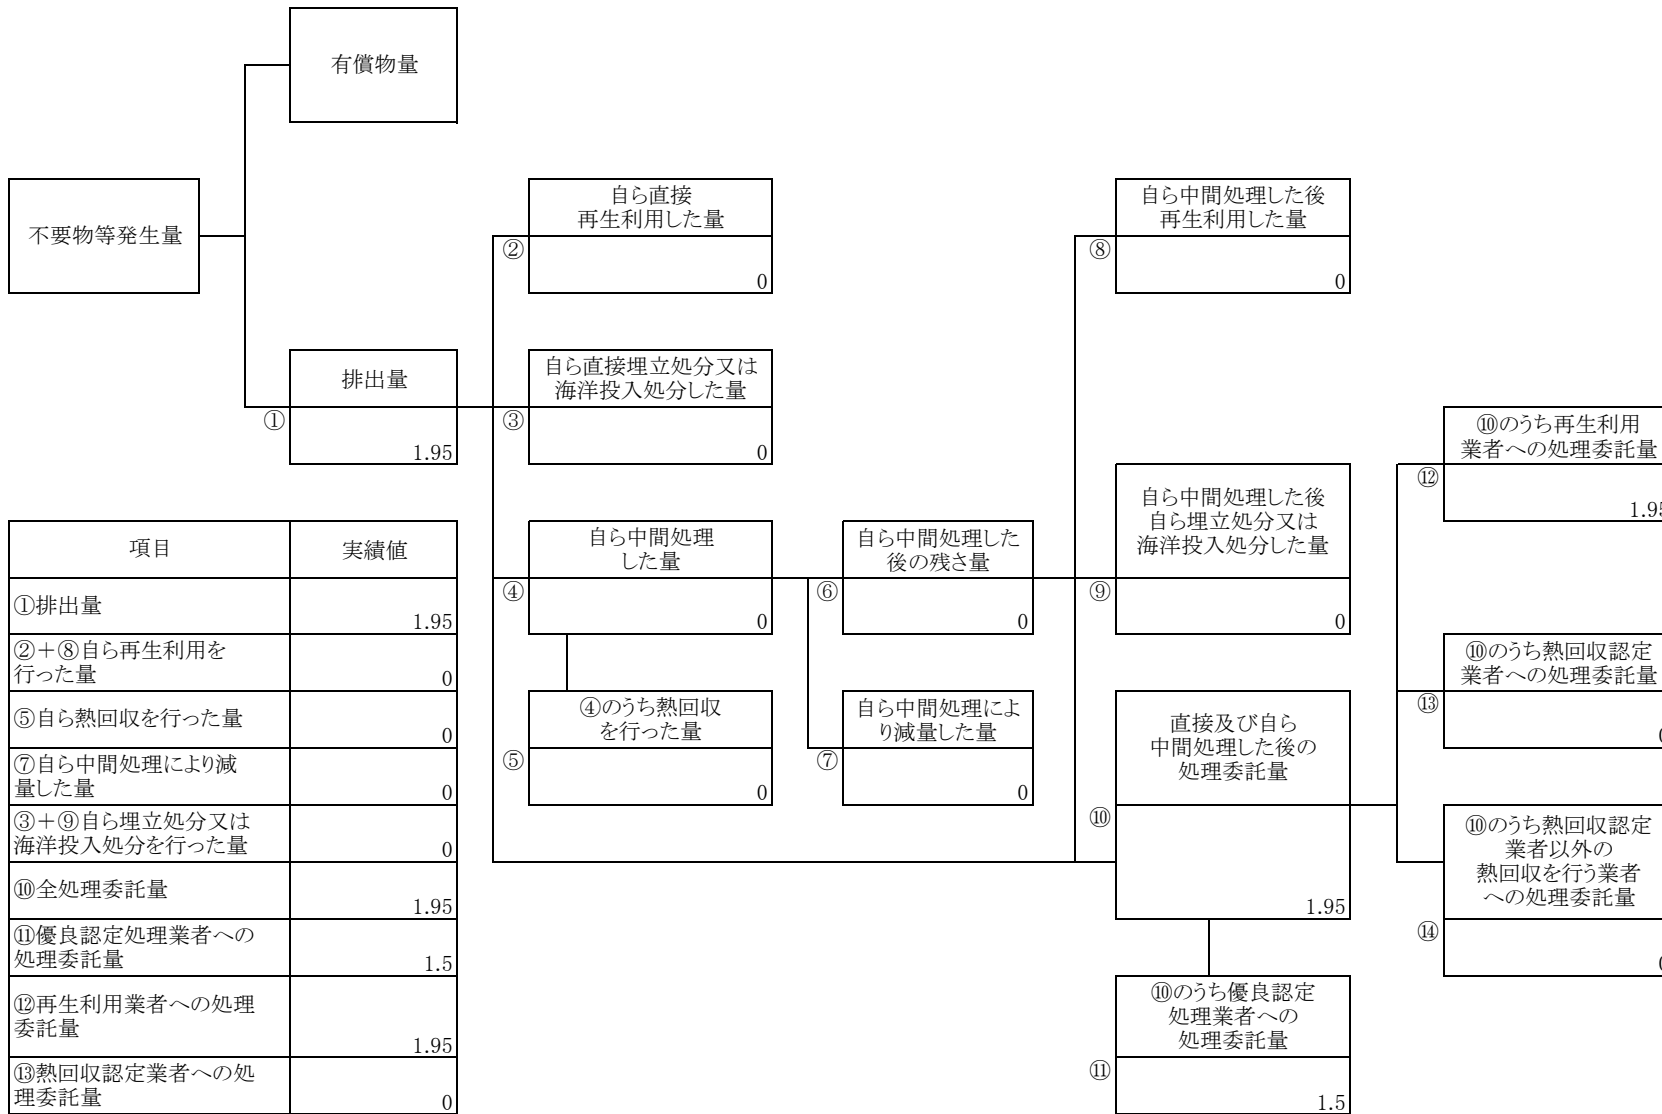 有償物量
不要物等発生量
排出量
①
1.95
自ら直接
再生利用した量
②
0
自ら直接埋立処分又は
海洋投入処分した量
③
0
自ら中間処理
した量
④
0
④のうち熱回収
を行った量
⑤
0
自ら中間処理した
後の残さ量
⑥
0
自ら中間処理によ
り減量した量
⑦
0
自ら中間処理した後
再生利用した量
⑧
0
自ら中間処理した後
自ら埋立処分又は
海洋投入処分した量
⑨
0
直接及び自ら
中間処理した後の
処理委託量
⑩
1.95
⑩のうち優良認定
処理業者への
処理委託量
⑪
1.5
⑩のうち再生利用
業者への処理委託量
⑫
1.95
⑩のうち熱回収認定
業者への処理委託量
⑬
0
⑩のうち熱回収認定
業者以外の
熱回収を行う業者
への処理委託量
⑭
0
項目 実績値
①排出量 1.95
②+⑧自ら再生利用を
行った量 0
⑤自ら熱回収を行った量 0
⑦自ら中間処理により減
量した量 0
③+⑨自ら埋立処分又は
海洋投入処分を行った量 0
⑩全処理委託量 1.95
⑪優良認定処理業者への
処理委託量 1.5
⑫再生利用業者への処理
委託量 1.95
⑬熱回収認定業者への処
理委託量 0